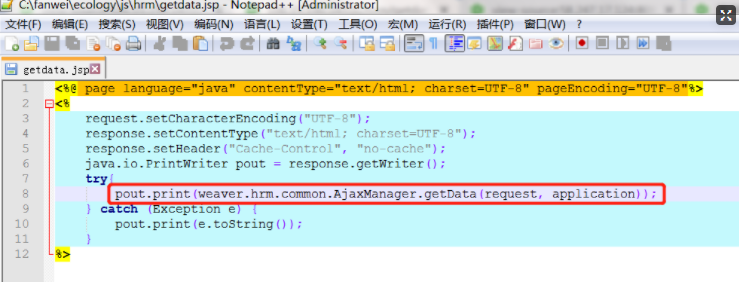 C:\fanwei\ecology\js\hrm\getdata.jsp - Notepad++ [Administrator]
文件(F) 编辑(E) 搜索(S) 视图(V) 编码(N) 语言(L) 设置(T) 工具(O) 宏(M) 运行(R) 插件(P) 窗口(W) ?
getdata.jsp
1 <%@ page language="java" contentType="text/html; charset=UTF-8" pageEncoding="UTF-8"%>
2 <%
3 request.setCharacterEncoding("UTF-8");
4 response.setContentType("text/html; charset=UTF-8");
5 response.setHeader("Cache-Control", "no-cache");
6 java.io.PrintWriter pout = response.getWriter();
7 try{
8 pout.print(weaver.hrm.common.AjaxManager.getData(request, application));
9 } catch (Exception e) {
10 pout.print(e.toString());
11 }
12 %>